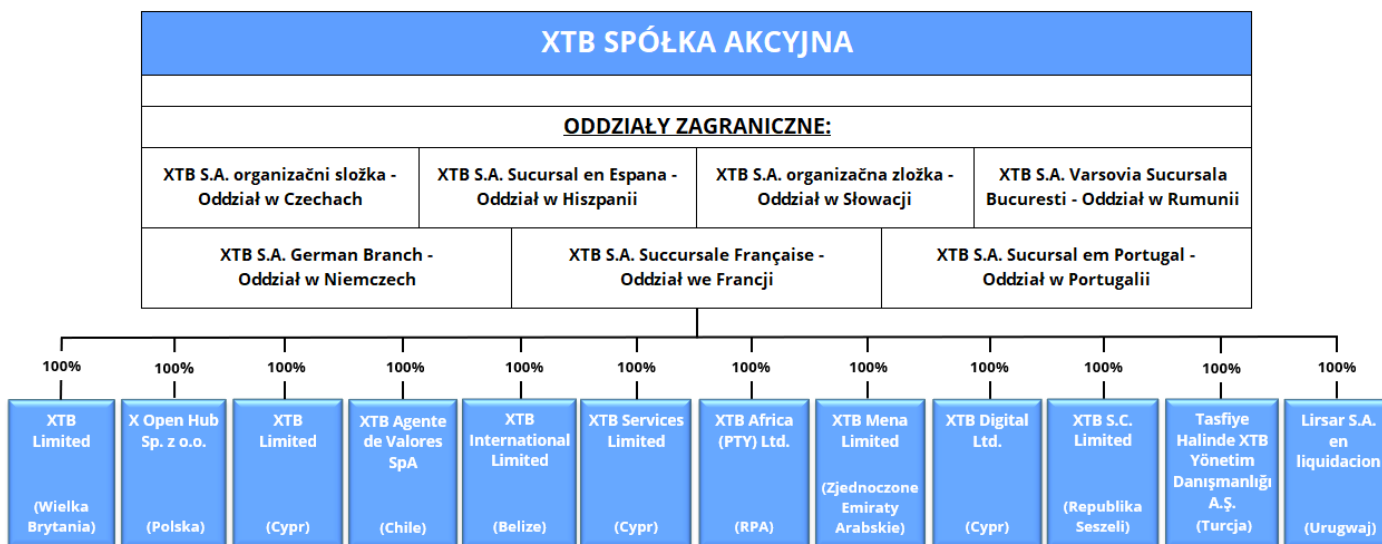 XTB SPÓŁKA AKCYJNA
ODDZIAŁY ZAGRANICZNE:
XTB S.A. organizačni složka -
Oddział w Czechach
XTB S.A. Sucursal en Espana -
Oddział w Hiszpanii
XTB S.A. organizačna zložka -
Oddział w Słowacji
XTB S.A. Varsovia Sucursala
Bucuresti - Oddział w Rumunii
XTB S.A. German Branch -
Oddział w Niemczech
XTB S.A. Succursale Française -
Oddział we Francji
XTB S.A. Sucursal em Portugal -
Oddział w Portugalii
100%
100%
100%
100%
100%
100%
100%
100%
100%
100%
100%
100%
XTB
Limited
(Wielka
Brytania)
X Open Hub
Sp. z o.o.
(Polska)
XTB
Limited
(Cypr)
XTB Agente
de Valores
SpA
(Chile)
XTB
International
Limited
(Belize)
XTB Services
Limited
(Cypr)
XTB Africa
(PTY) Ltd.
(RPA)
XTB Mena
Limited
(Zjednoczone
Emiraty
Arabskie)
XTB Digital
Ltd.
(Cypr)
XTB S.C.
Limited
(Republika
Seszeli)
Tasfiye
Halinde XTB
Yönetim
Danışmanlığı
A.Ş.
(Turcja)
Lirsar S.A.
en
liquidacion
(Urugwaj)